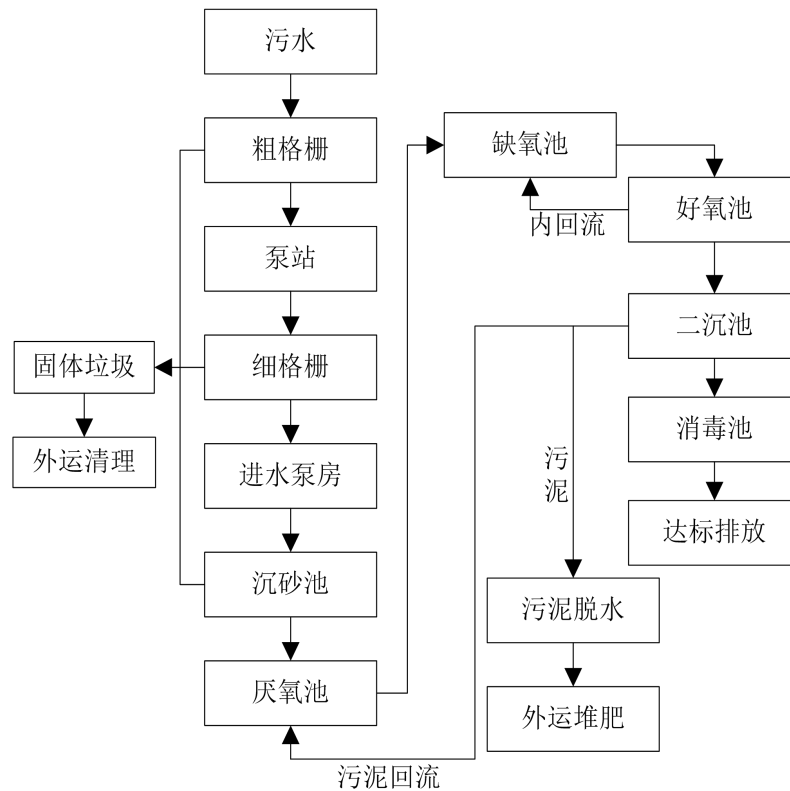 污水
粗格栅
泵站
细格栅
进水泵房
沉砂池
厌氧池
固体垃圾
外运清理
缺氧池
好氧池
内回流
二沉池
消毒池
达标排放
污泥
污泥脱水
外运堆肥
污泥回流